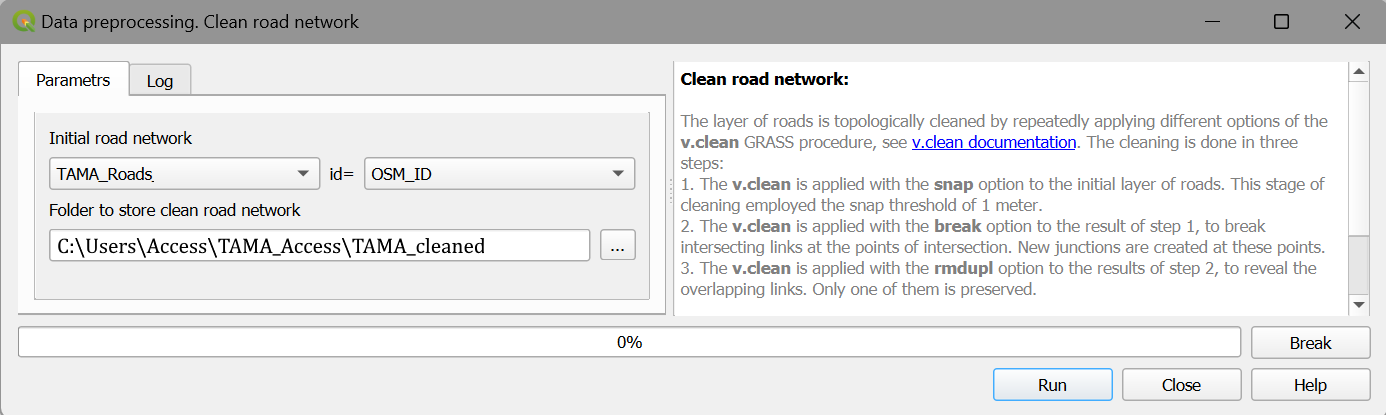 Data preprocessing. Clean road network
Parametrs
Log
Initial road network
TAMA_Roads
id=
OSM_ID
Folder to store clean road network
C:\Users\Access\TAMA_Access\TAMA_cleaned
...
Clean road network:
The layer of roads is topologically cleaned by repeatedly applying different options of the
v.clean GRASS procedure, see v.clean documentation. The cleaning is done in three
steps:
1. The v.clean is applied with the snap option to the initial layer of roads. This stage of
cleaning employed the snap threshold of 1 meter.
2. The v.clean is applied with the break option to the result of step 1, to break
intersecting links at the points of intersection. New junctions are created at these points.
3. The v.clean is applied with the rmdupl option to the results of step 2, to reveal the
overlapping links. Only one of them is preserved.
0%
Break
Run
Close
Help